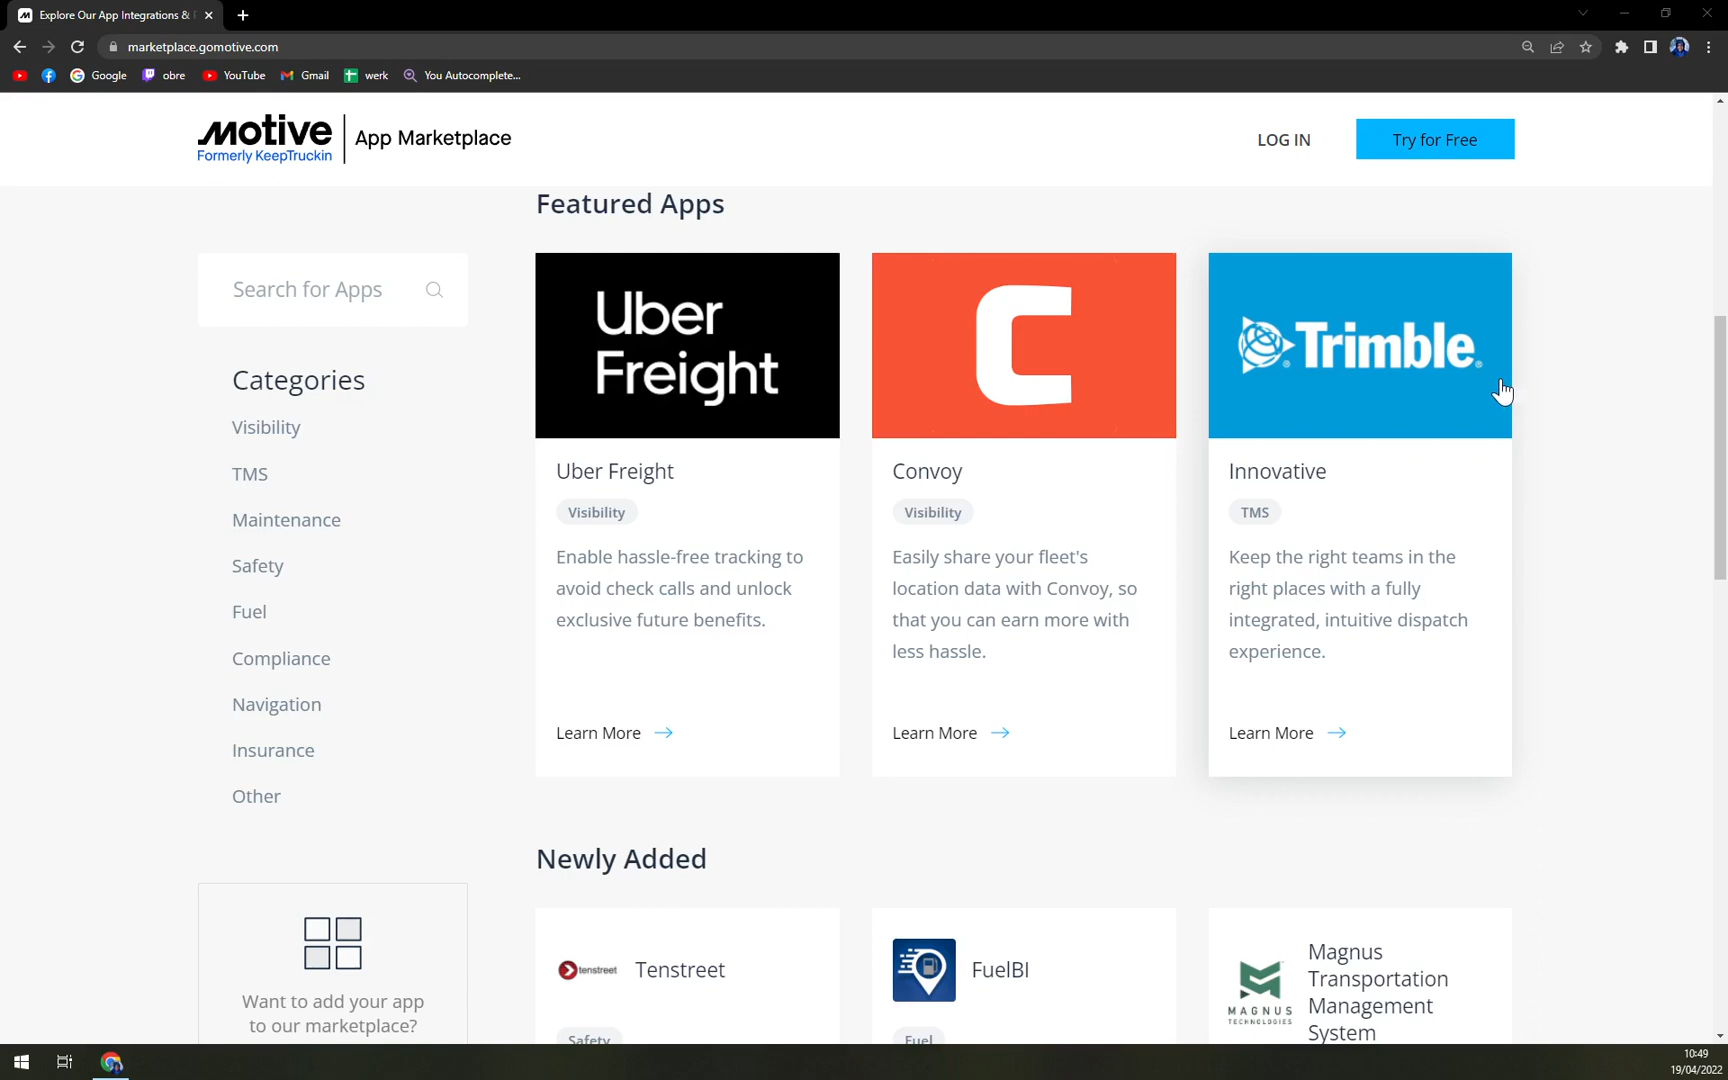 Explore Our App Integrations &
marketplace.gomotive.com
Google
obre
YouTube
Gmail
werk
You Autocomplete...
motive
Formerly KeepTruckin
App Marketplace
LOG IN
Try for Free
Featured Apps
Search for Apps
Categories
Visibility
TMS
Maintenance
Safety
Fuel
Compliance
Navigation
Insurance
Other
Want to add your app
to our marketplace?
Uber
Freight
Uber Freight
Visibility
Enable hassle-free tracking to
avoid check calls and unlock
exclusive future benefits.
Learn More
C
Convoy
Visibility
Easily share your fleet's
location data with Convoy, so
that you can earn more with
less hassle.
Learn More
Trimble
Innovative
TMS
Keep the right teams in the
right places with a fully
integrated, intuitive dispatch
experience.
Learn More
Newly Added
tenstreet
Tenstreet
Safety
FuelBI
Fuel
MAGNUS
TECHNOLOGIES
Magnus
Transportation
Management
System
10:49
19/04/2022